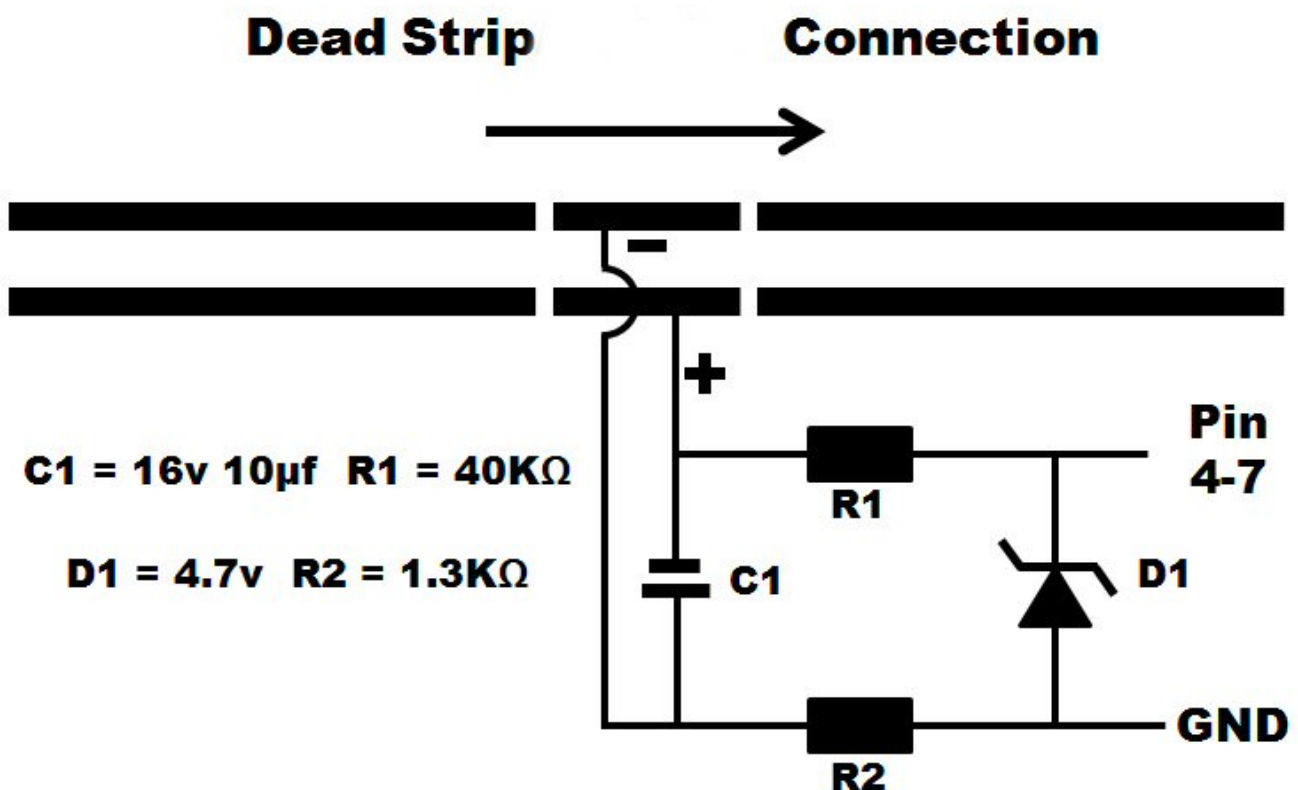 Dead Strip Connection
-
+
Pin
4-7
C1 = 16v 10µf R1 = 40KΩ
R1
D1 = 4.7v R2 = 1.3KΩ
C1
D1
GND
R2